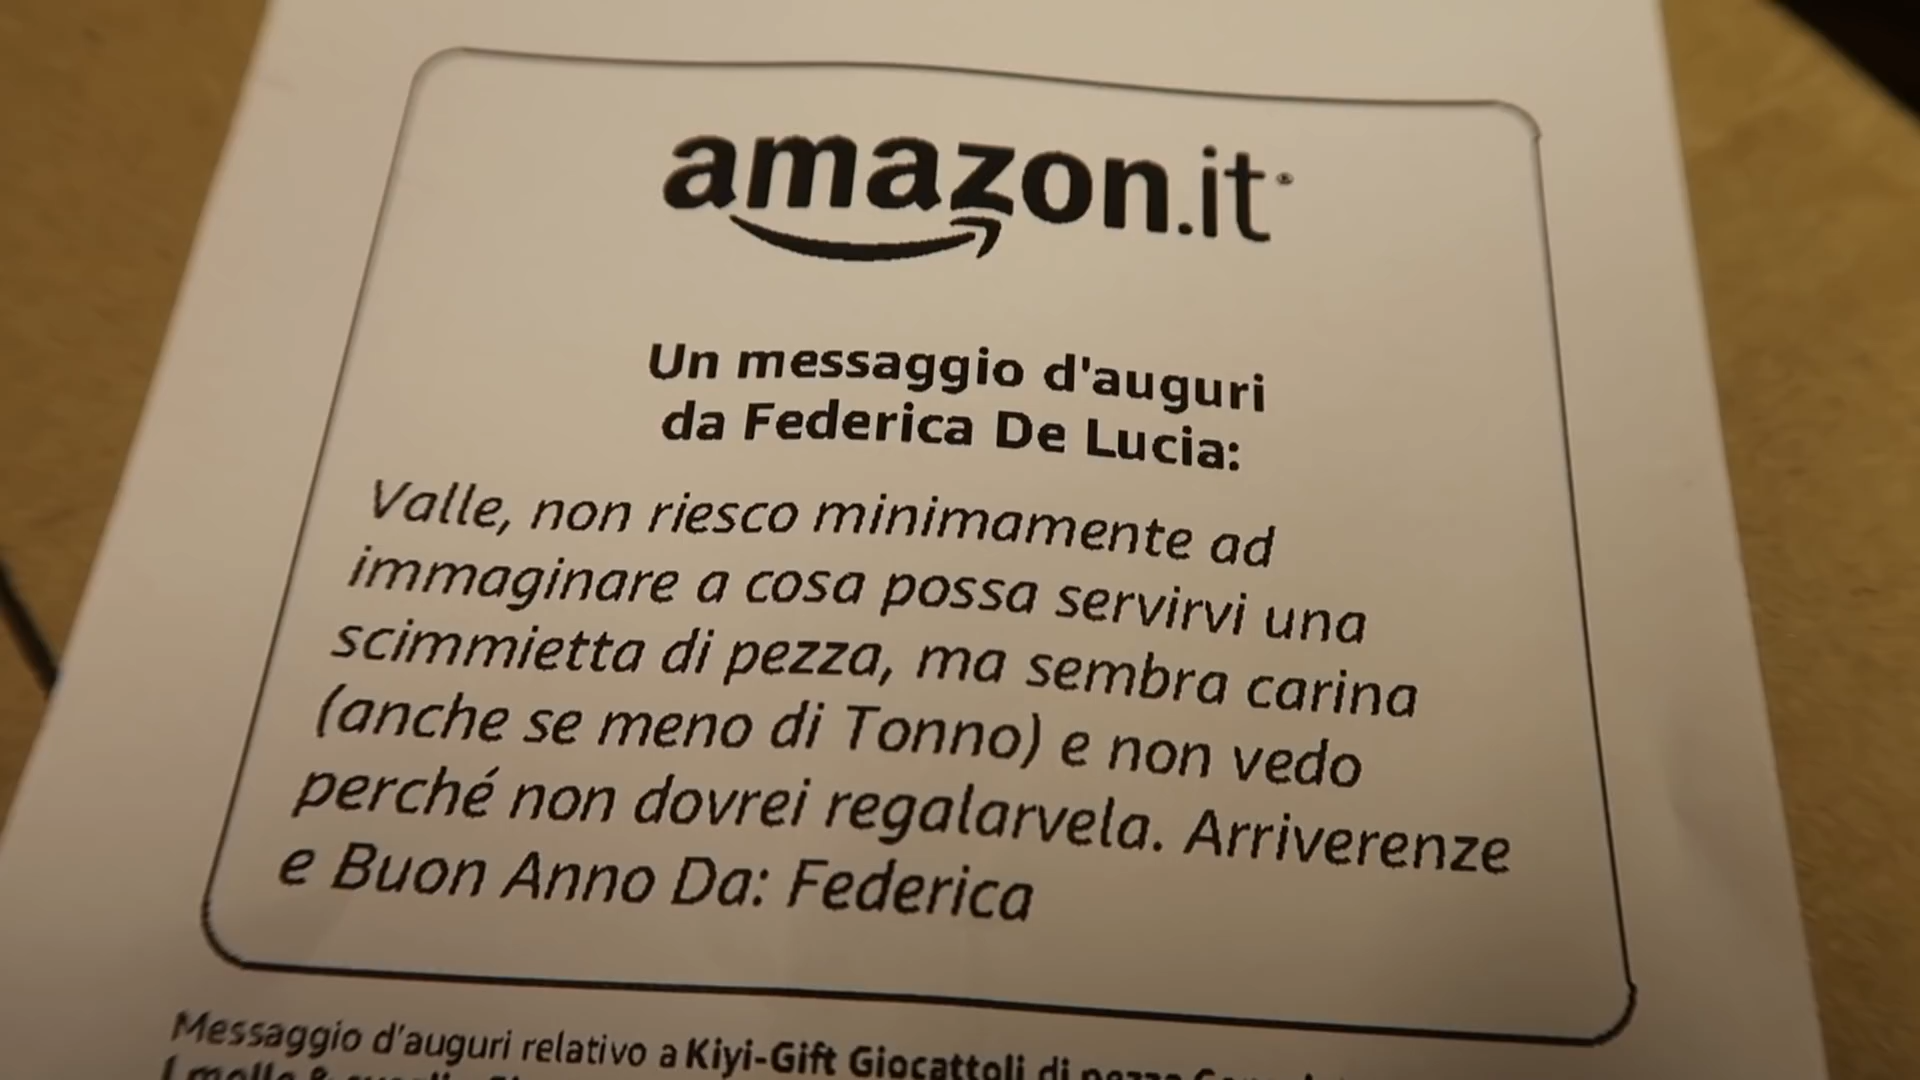 amazon.it
Un messaggio d'auguri
da Federica De Lucia:
Valle, non riesco minimamente ad
immaginare a cosa possa servirvi una
scimmietta di pezza, ma sembra carina
(anche se meno di Tonno) e non vedo
perché non dovrei regalarvela. Arriverenze
e Buon Anno Da: Federica
Messaggio d'auguri relativo a Kiyi-Gift Giocattoli di